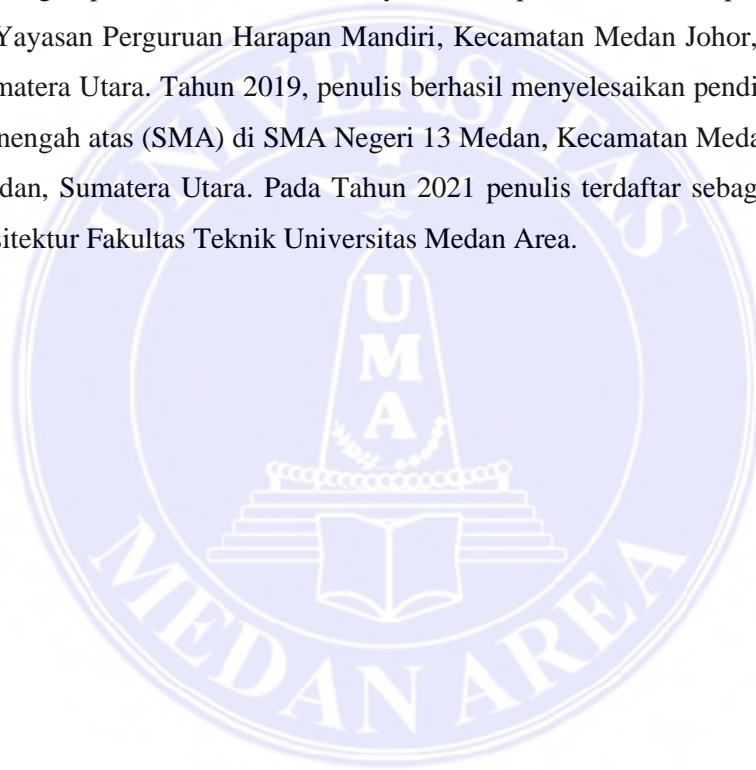 Yayasan Perguruan Harapan Mandiri, Kecamatan Medan Johor,
matera Utara. Tahun 2019, penulis berhasil menyelesaikan pendi
nengah atas (SMA) di SMA Negeri 13 Medan, Kecamatan Meda
dan, Sumatera Utara. Pada Tahun 2021 penulis terdaftar sebag
sitektur Fakultas Teknik Universitas Medan Area.
UNIVERSITAS
U
M
A
MEDAN AREA